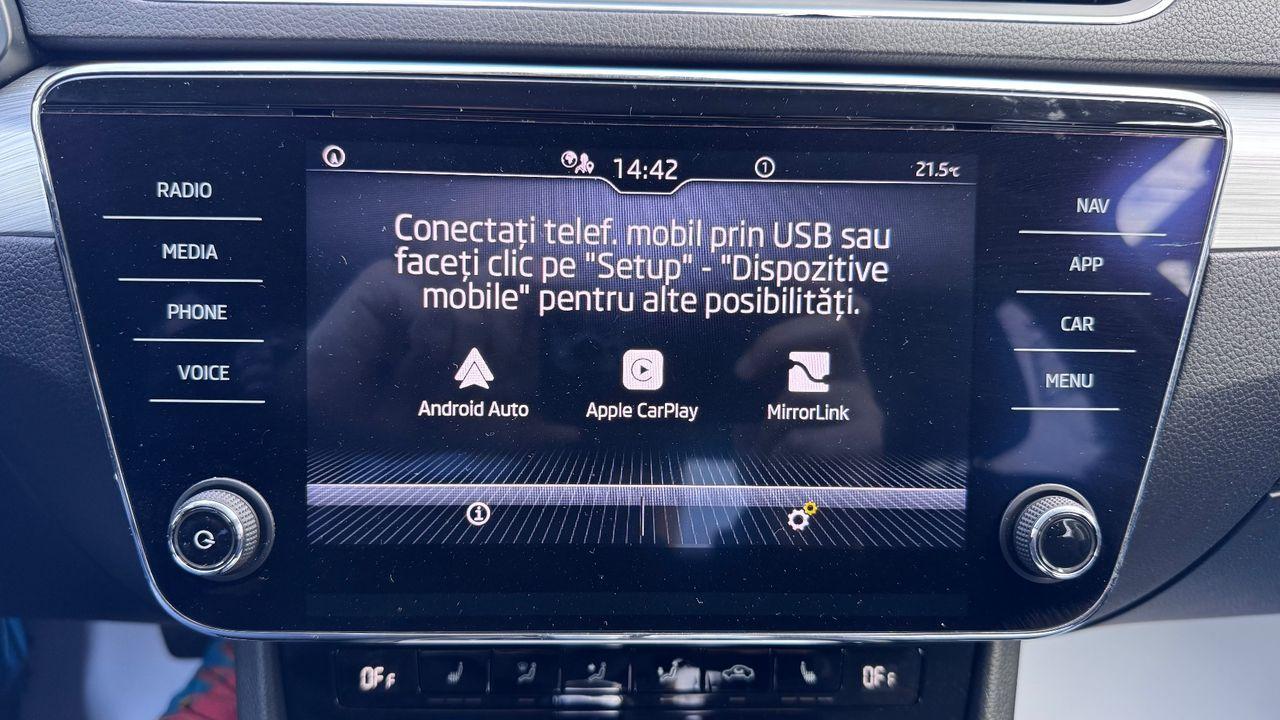 14:42
1
21.5°C
RADIO
MEDIA
PHONE
VOICE
Conectați telef. mobil prin USB sau
faceți clic pe "Setup" - "Dispozitive
mobile" pentru alte posibilități.
Android Auto
Apple CarPlay
MirrorLink
NAV
APP
CAR
MENU
OFF
OFF